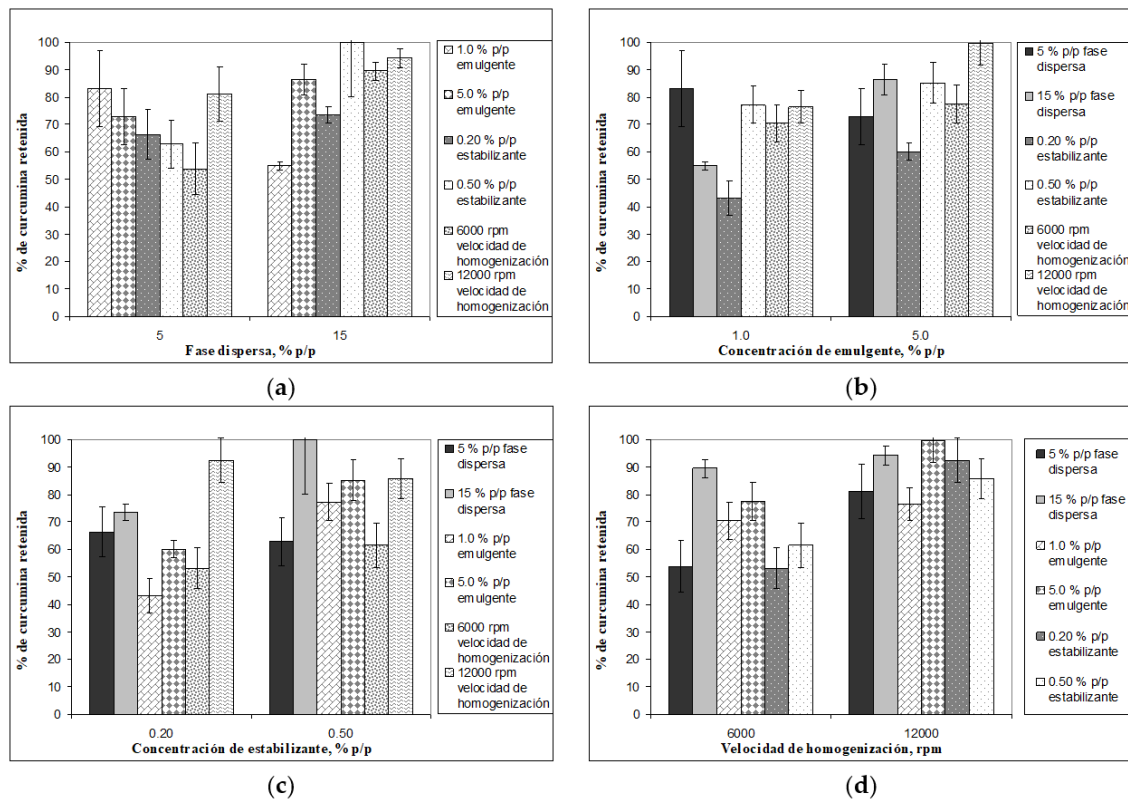 % de curcumina retenida
100
90
80
70
60
50
40
30
20
10
0
5
15
Fase dispersa, % p/p
1.0 % p/p
emulgente
5.0 % p/p
emulgente
0.20 % p/p
estabilizante
0.50 % p/p
estabilizante
6000 rpm
velocidad de
homogenización
12000 rpm
velocidad de
homogenización
(a)
% de curcumina retenida
100
90
80
70
60
50
40
30
20
10
0
1.0
5.0
Concentración de emulgente, % p/p
5 % p/p fase
dispersa
15 % p/p fase
dispersa
0.20 % p/p
estabilizante
0.50 % p/p
estabilizante
6000 rpm
velocidad de
homogenización
12000 rpm
velocidad de
homogenización
(b)
% de curcumina retenida
100
90
80
70
60
50
40
30
20
10
0
0.20
0.50
Concentración de estabilizante, % p/p
5 % p/p fase
dispersa
15 % p/p fase
dispersa
1.0 % p/p
emulgente
5.0 % p/p
emulgente
6000 rpm
velocidad de
homogenización
12000 rpm
velocidad de
homogenización
(c)
% de curcumina retenida
100
90
80
70
60
50
40
30
20
10
0
6000
12000
Velocidad de homogenización, rpm
5 % p/p fase
dispersa
15 % p/p fase
dispersa
1.0 % p/p
emulgente
5.0 % p/p
emulgente
0.20 % p/p
estabilizante
0.50 % p/p
estabilizante
(d)